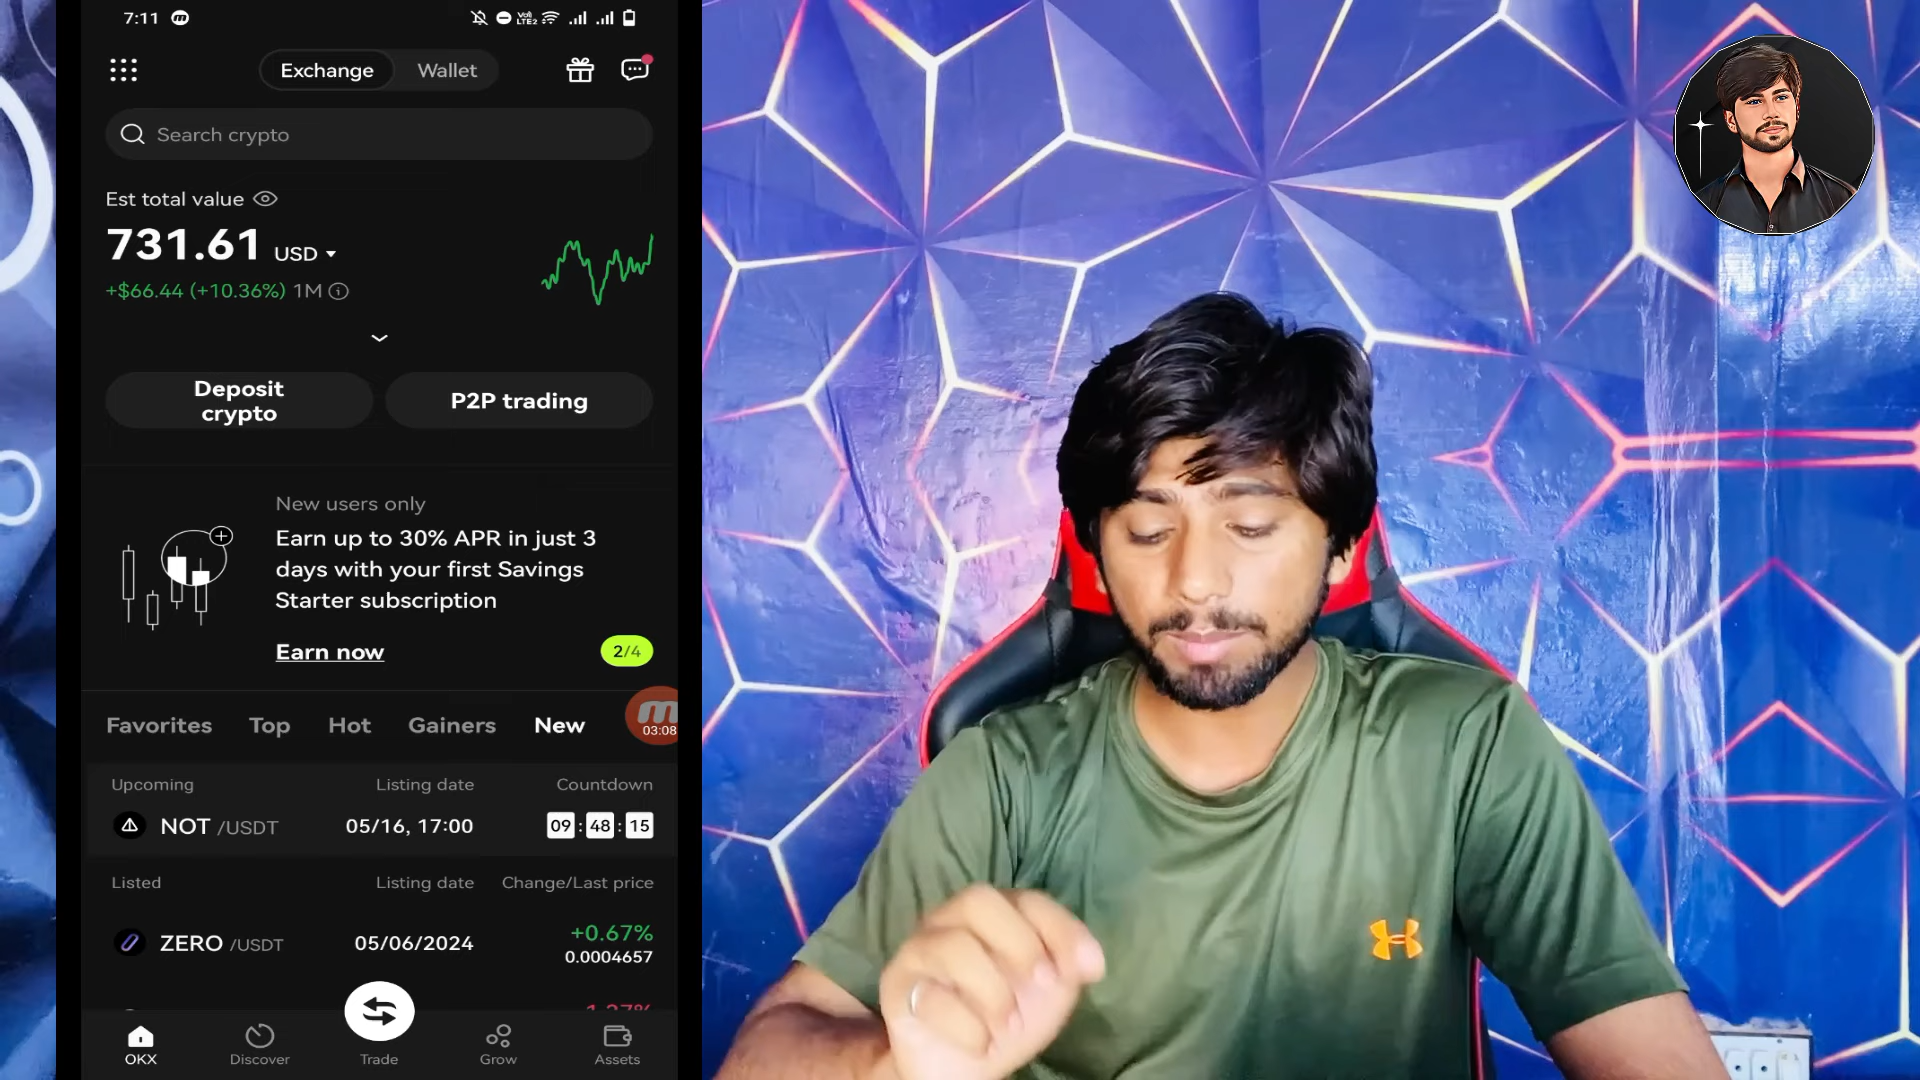 7:11
Vo) LTE2
Exchange
Wallet
Search crypto
Est total value
731.61 USD
+$66.44 (+10.36%) 1M
Deposit
crypto
P2P trading
New users only
Earn up to 30% APR in just 3
days with your first Savings
Starter subscription
Earn now
2/4
Favorites Top Hot Gainers New
03:08
Upcoming Listing date Countdown
NOT /USDT 05/16, 17:00 09 : 48 : 15
Listed Listing date Change/Last price
ZERO /USDT 05/06/2024 +0.67%
0.0004657
OKX Discover Trade Grow Assets